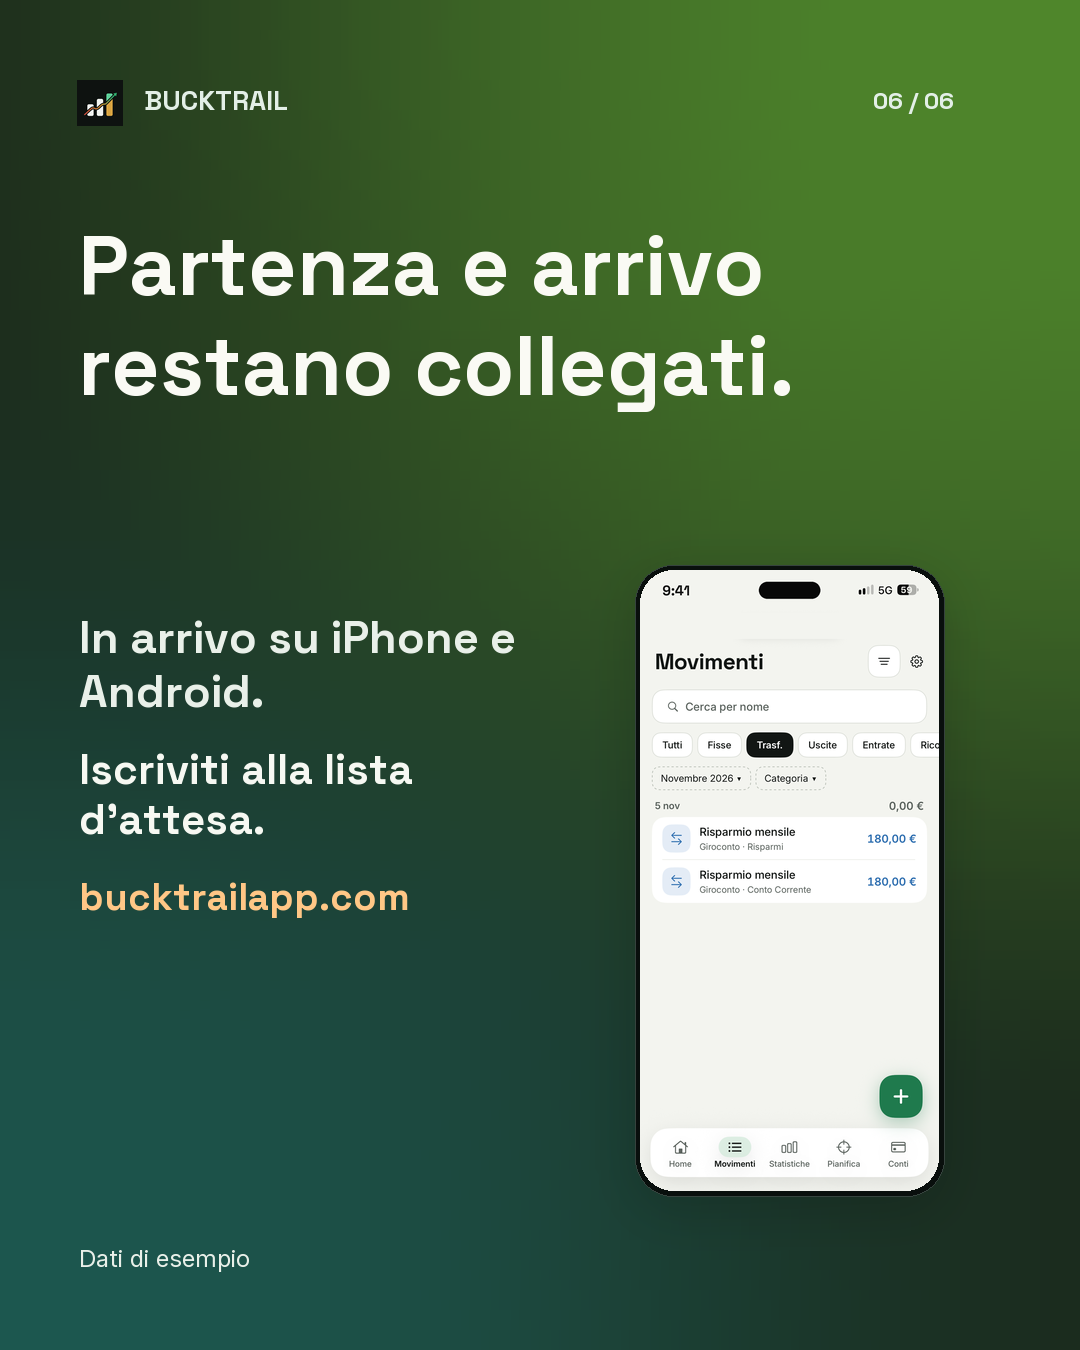 BUCKTRAIL
06 / 06
Partenza e arrivo
restano collegati.
In arrivo su iPhone e
Android.
Iscriviti alla lista
d’attesa.
bucktrailapp.com
9:41
5G 59
Movimenti
Cerca per nome
Tutti Fisse Trasf. Uscite Entrate Ricc
Novembre 2026 Categoria
5 nov 0,00 €
Risparmio mensile
180,00 €
Giroconto · Risparmi
Risparmio mensile
180,00 €
Giroconto · Conto Corrente
Home Movimenti Statistiche Pianifica Conti
Dati di esempio